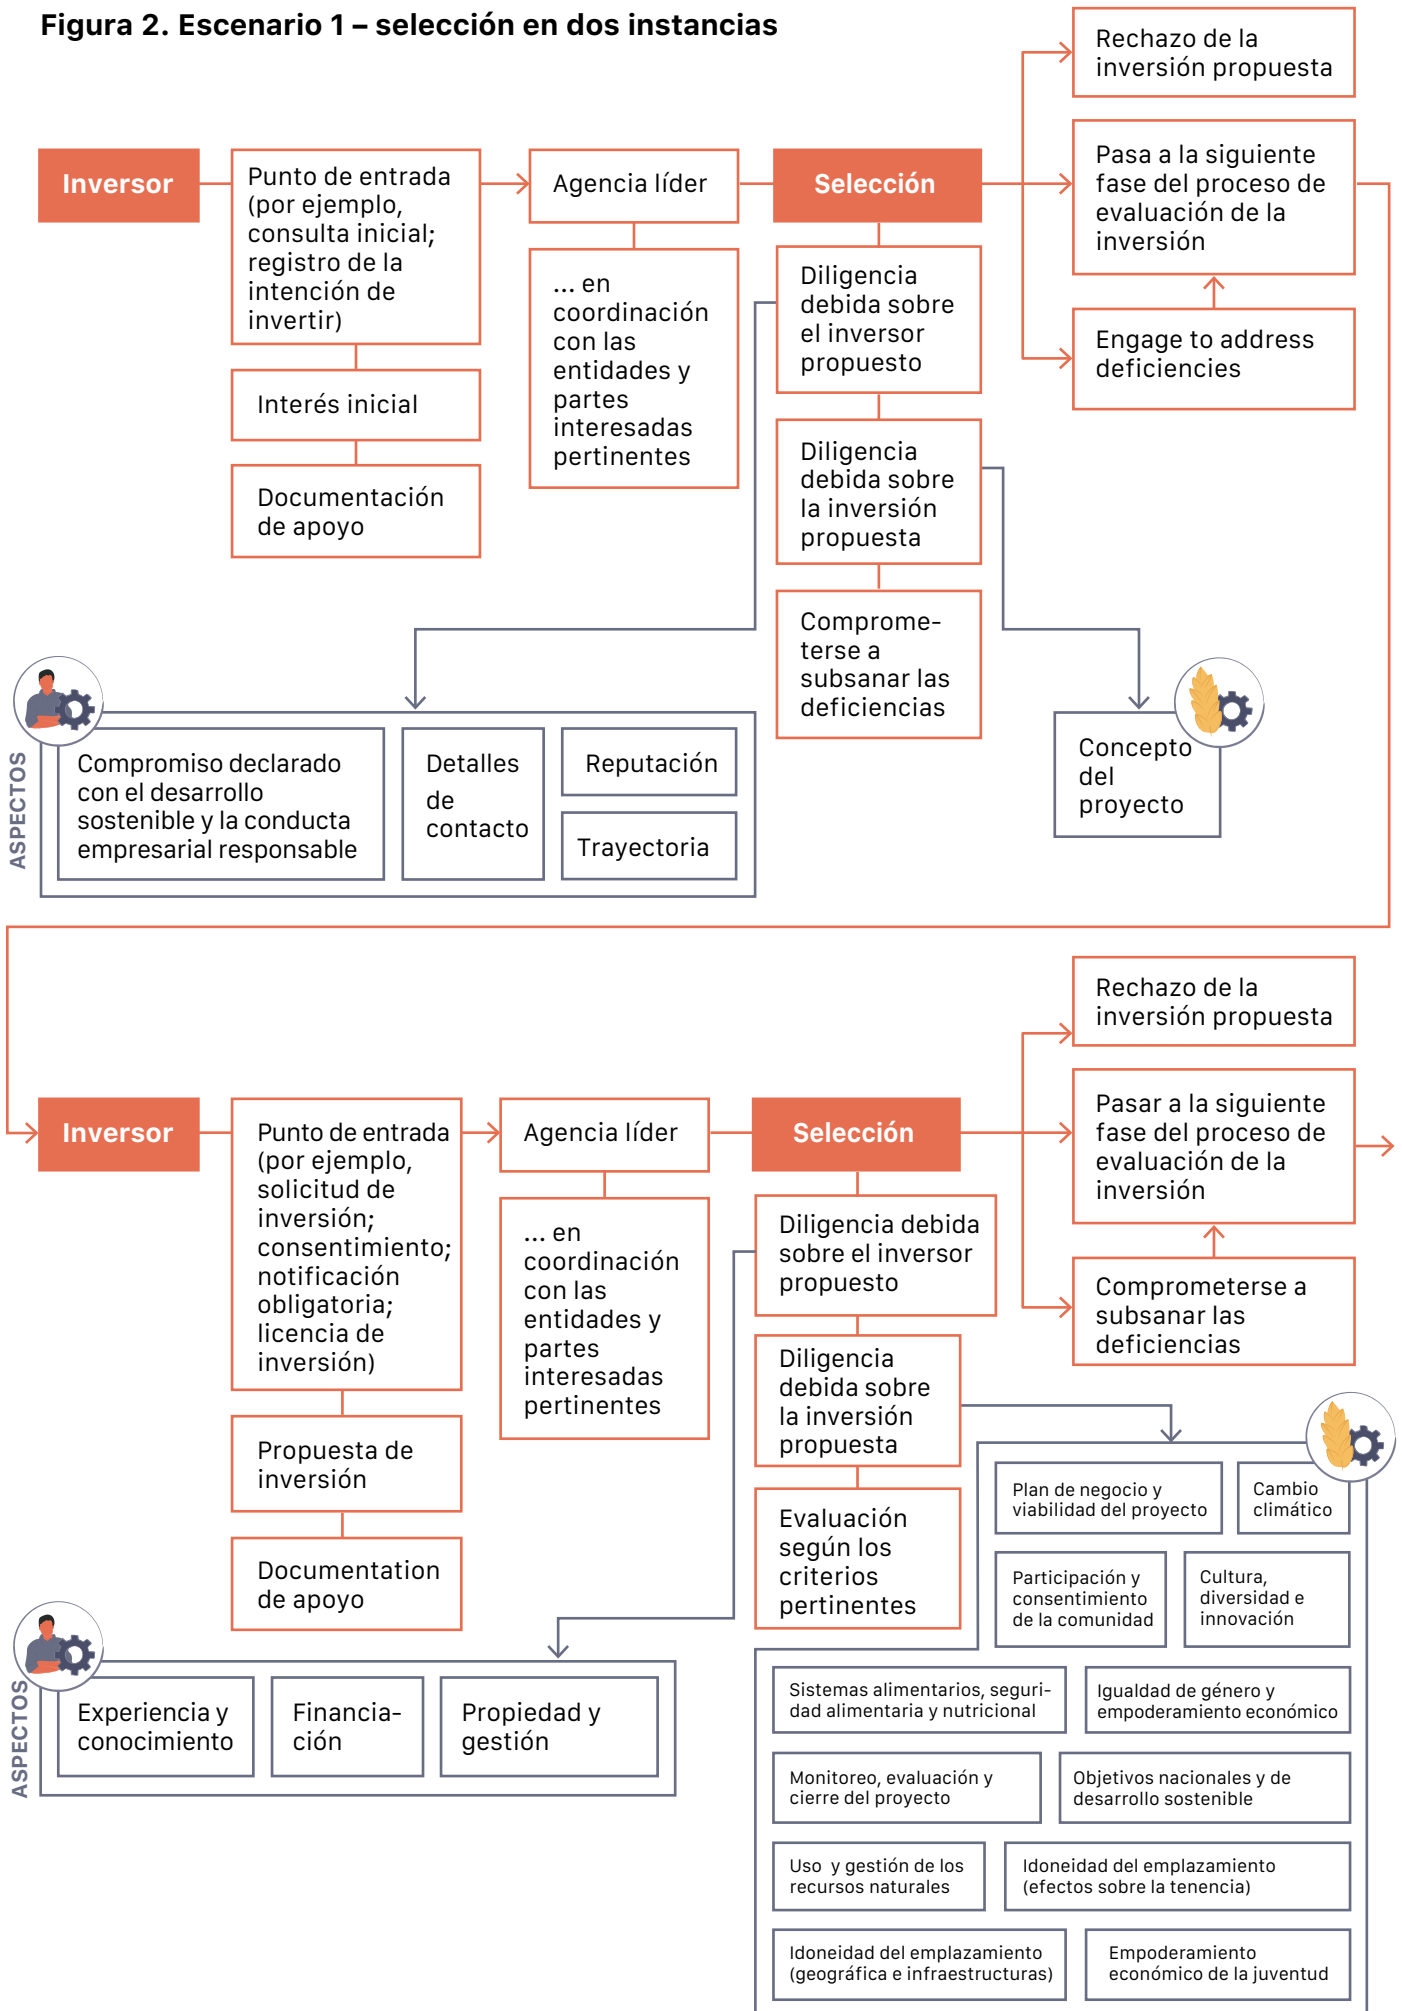 Figura 2. Escenario 1 – selección en dos instancias
Inversor
Punto de entrada
(por ejemplo,
consulta inicial;
registro de la
intención de
invertir)
Interés inicial
Documentación
de apoyo
Agencia líder
... en
coordinación
con las
entidades y
partes
interesadas
pertinentes
Selección
Diligencia
debida sobre
el inversor
propuesto
Diligencia
debida sobre
la inversión
propuesta
Comprome-
terse a
subsanar las
deficiencias
Rechazo de la
inversión propuesta
Pasa a la siguiente
fase del proceso de
evaluación de la
inversión
Engage to address
deficiencies
ASPECTOS
Compromiso declarado
con el desarrollo
sostenible y la conducta
empresarial responsable
Detalles
de
contacto
Reputación
Trayectoria
Concepto
del
proyecto
Inversor
Punto de entrada
(por ejemplo,
solicitud de
inversión;
consentimiento;
notificación
obligatoria;
licencia de
inversión)
Propuesta de
inversión
Documentation
de apoyo
Agencia líder
... en
coordinación
con las
entidades y
partes
interesadas
pertinentes
Selección
Diligencia debida
sobre el inversor
propuesto
Diligencia
debida sobre
la inversión
propuesta
Evaluación
según los
criterios
pertinentes
Rechazo de la
inversión propuesta
Pasar a la siguiente
fase del proceso de
evaluación de la
inversión
Comprometerse a
subsanar las
deficiencias
ASPECTOS
Experiencia y
conocimiento
Financia-
ción
Propiedad y
gestión
Plan de negocio y
viabilidad del proyecto
Cambio
climático
Participación y
consentimiento
de la comunidad
Cultura,
diversidad e
innovación
Sistemas alimentarios, seguri-
dad alimentaria y nutricional
Igualdad de género y
empoderamiento económico
Monitoreo, evaluación y
cierre del proyecto
Objetivos nacionales y de
desarrollo sostenible
Uso y gestión de los
recursos naturales
Idoneidad del emplazamiento
(efectos sobre la tenencia)
Idoneidad del emplazamiento
(geográfica e infraestructuras)
Empoderamiento
económico de la juventud